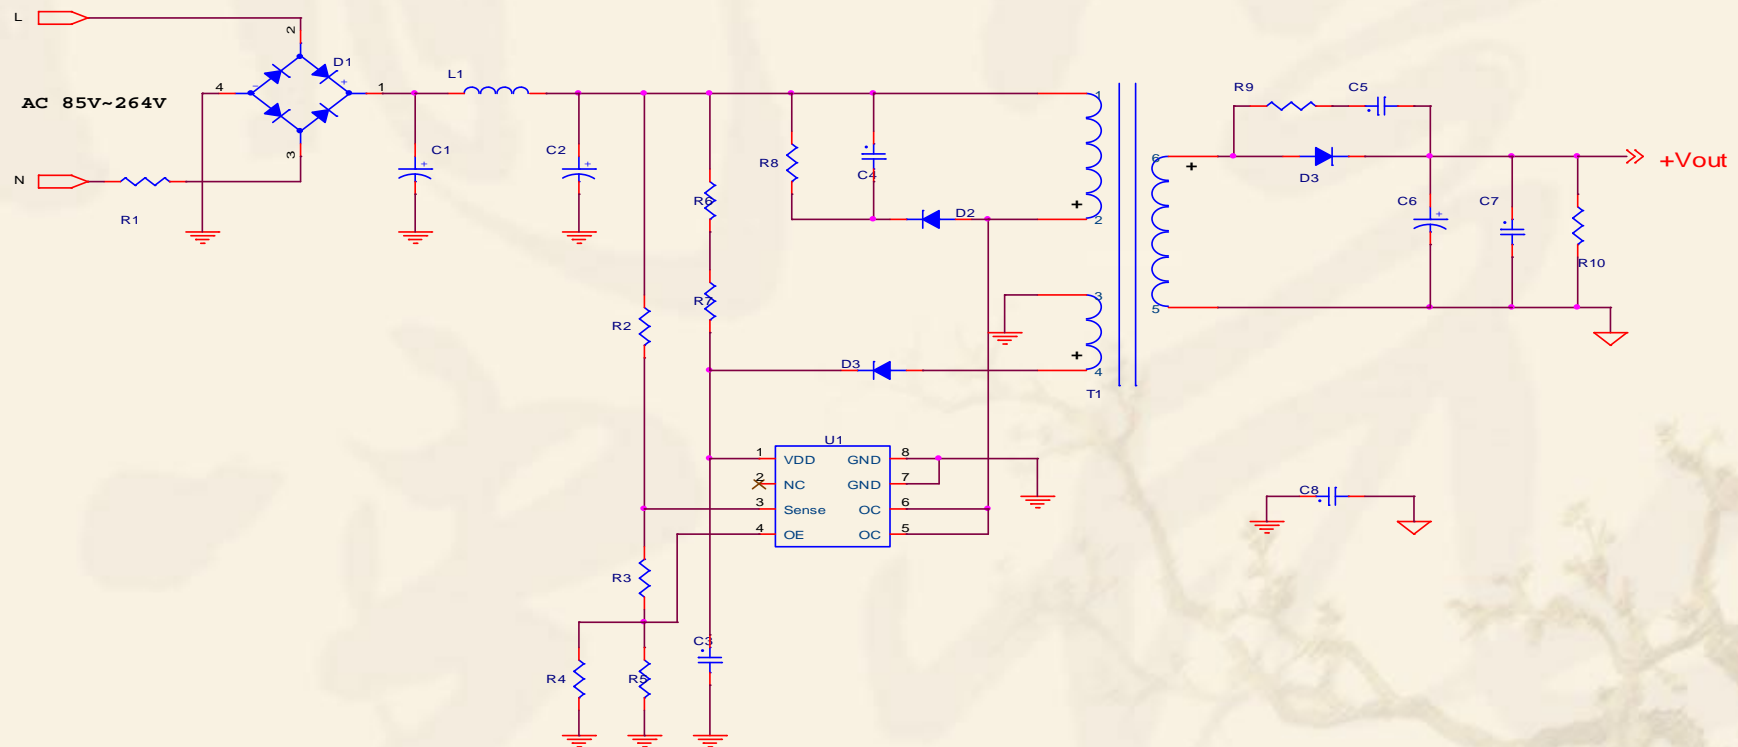 L
2
D1
4
1
L1
AC 85V~264V
3
N
R1
C1
C2
R8
C4
R6
D2
1
2
R9
C5
6
D3
+Vout
C6
C7
R10
5
R2
R7
3
4
T1
D3
U1
1 VDD GND 8
2 NC GND 7
3 Sense OC 6
4 OE OC 5
C8
R3
R4
R5
C3